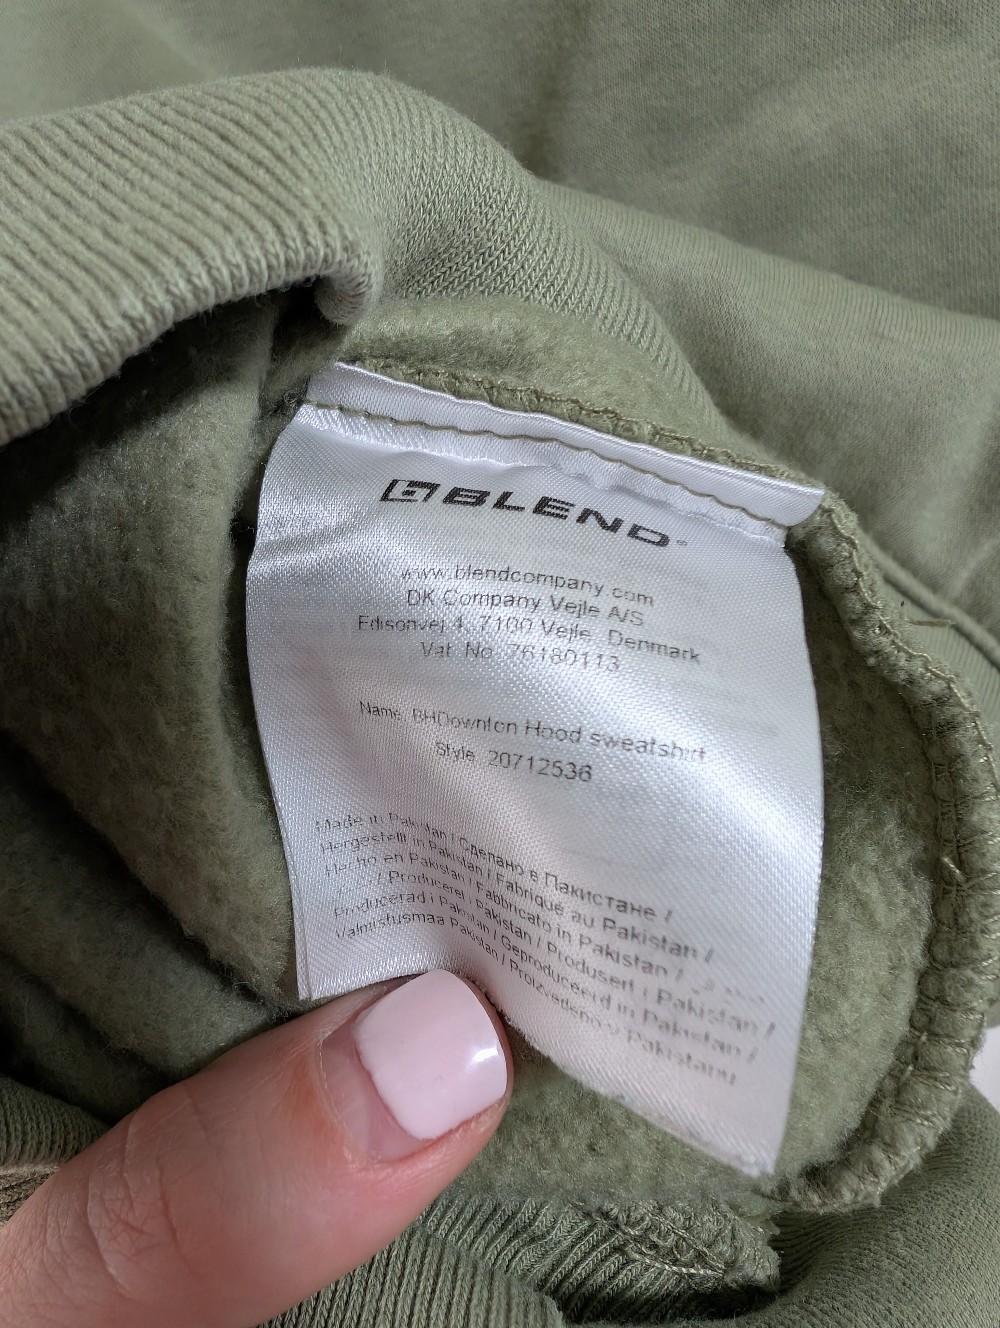 BLEND
www.blendcompany.com
DK Company Vejle A/S
Edisonvej 4, 7100 Vejle, Denmark
Vat. No. 76180113
Name: BHDownton Hood sweatshirt
Style: 20712536
Made in Pakistan / Сделано в Пакистане /
Hergestellt in Pakistan / Fabriqué au Pakistan /
Hecho en Pakistan / Fabbricato in Pakistan /
/ Produceret i Pakistan / Produsert i Pakistan /
Producerad i Pakistan / Geproduceerd in Pakistan /
Valmistusmaa Pakistan / Proizvedeno u Pakistanu